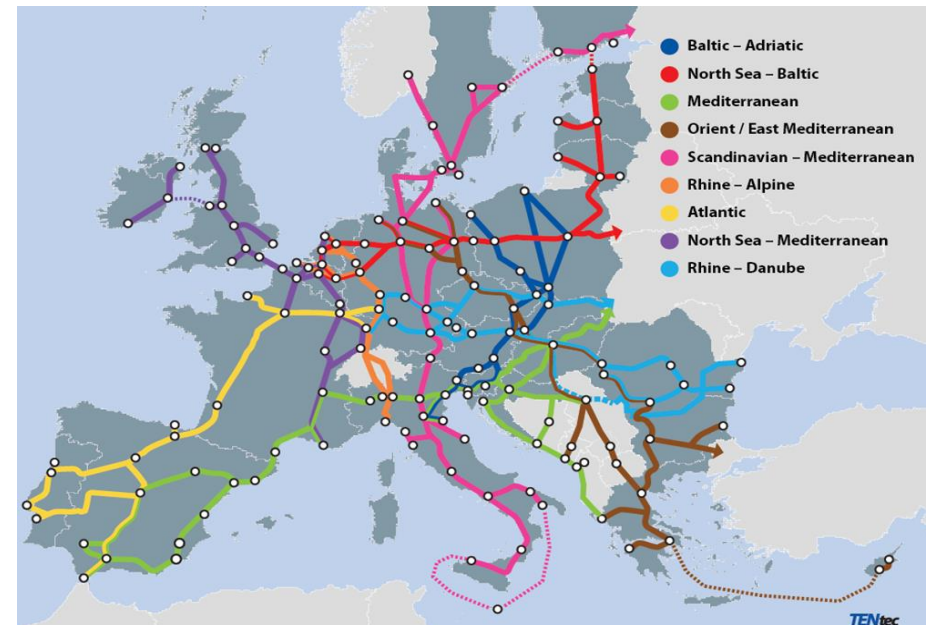 Baltic – Adriatic
North Sea – Baltic
Mediterranean
Orient / East Mediterranean
Scandinavian – Mediterranean
Rhine – Alpine
Atlantic
North Sea – Mediterranean
Rhine – Danube
TENtec